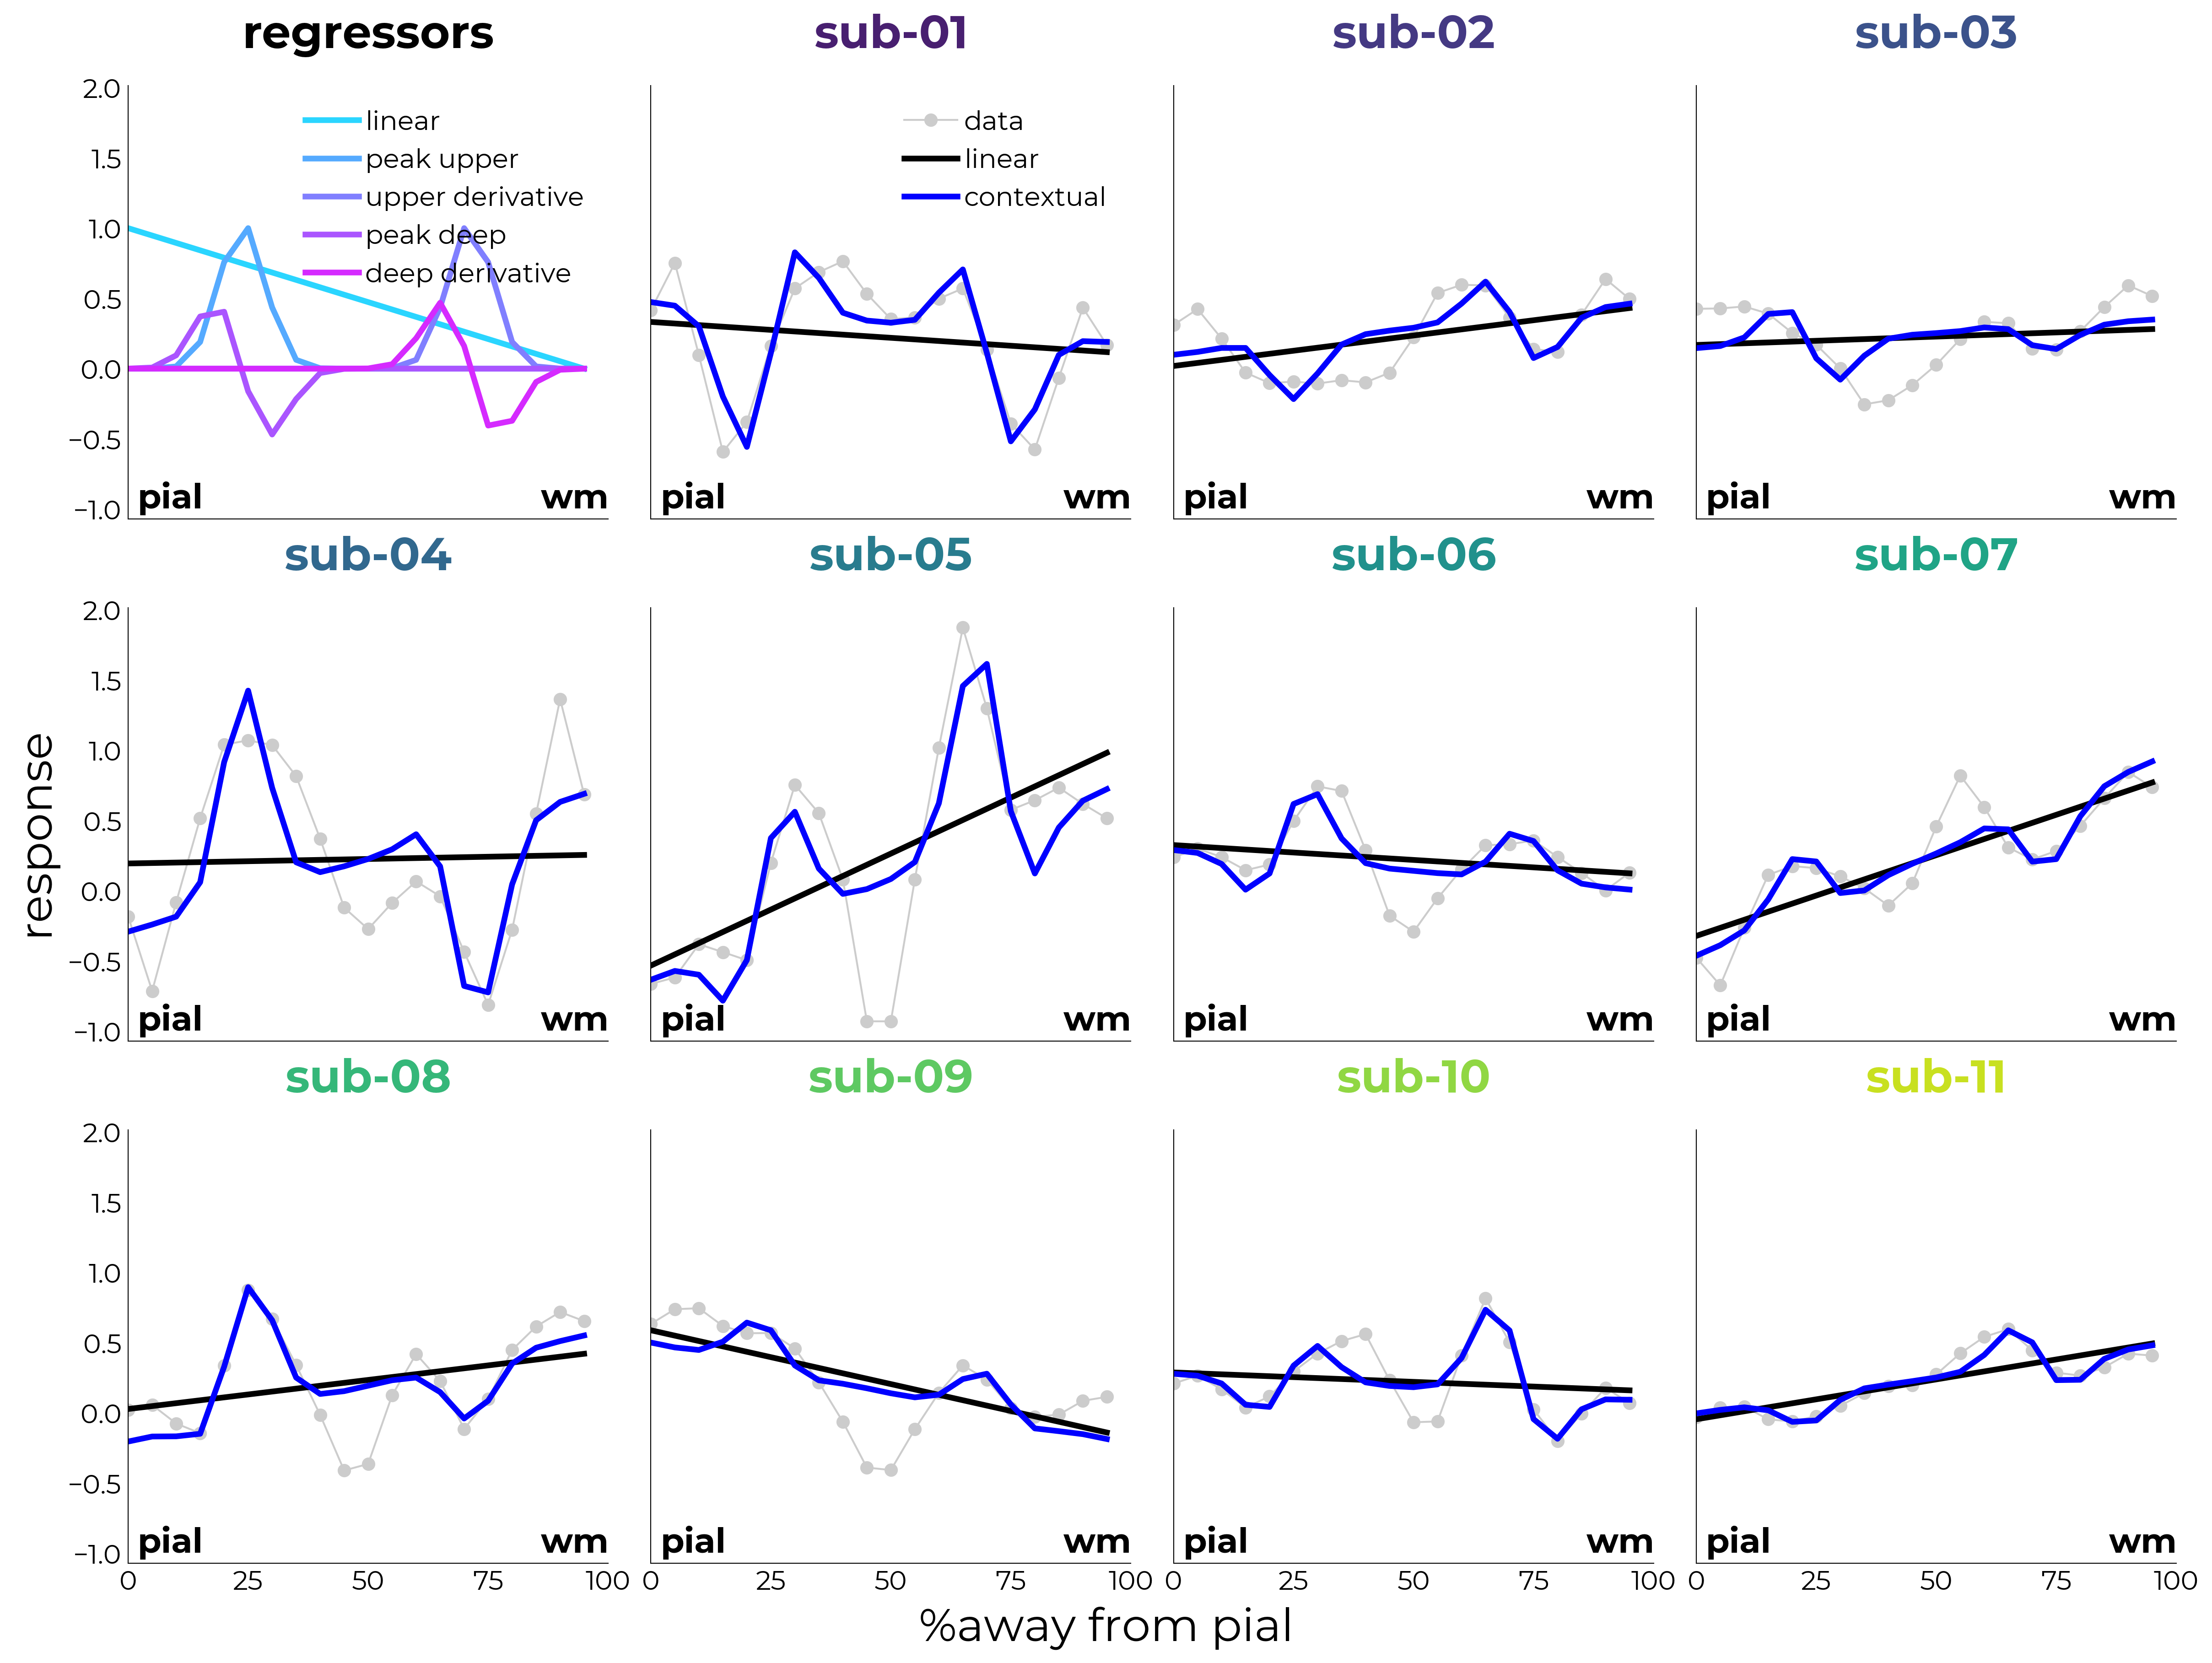 regressors
sub-01
sub-02
sub-03
2.0
1.5
1.0
0.5
0.0
−0.5
−1.0
linear
peak upper
upper derivative
peak deep
deep derivative
data
linear
contextual
pial
wm
pial
wm
pial
wm
pial
wm
sub-04
sub-05
sub-06
sub-07
2.0
1.5
1.0
0.5
0.0
−0.5
−1.0
response
pial
wm
pial
wm
pial
wm
pial
wm
sub-08
sub-09
sub-10
sub-11
2.0
1.5
1.0
0.5
0.0
−0.5
−1.0
pial
wm
pial
wm
pial
wm
pial
wm
0 25 50 75 100
0 25 50 75 100
0 25 50 75 100
0 25 50 75 100
%away from pial